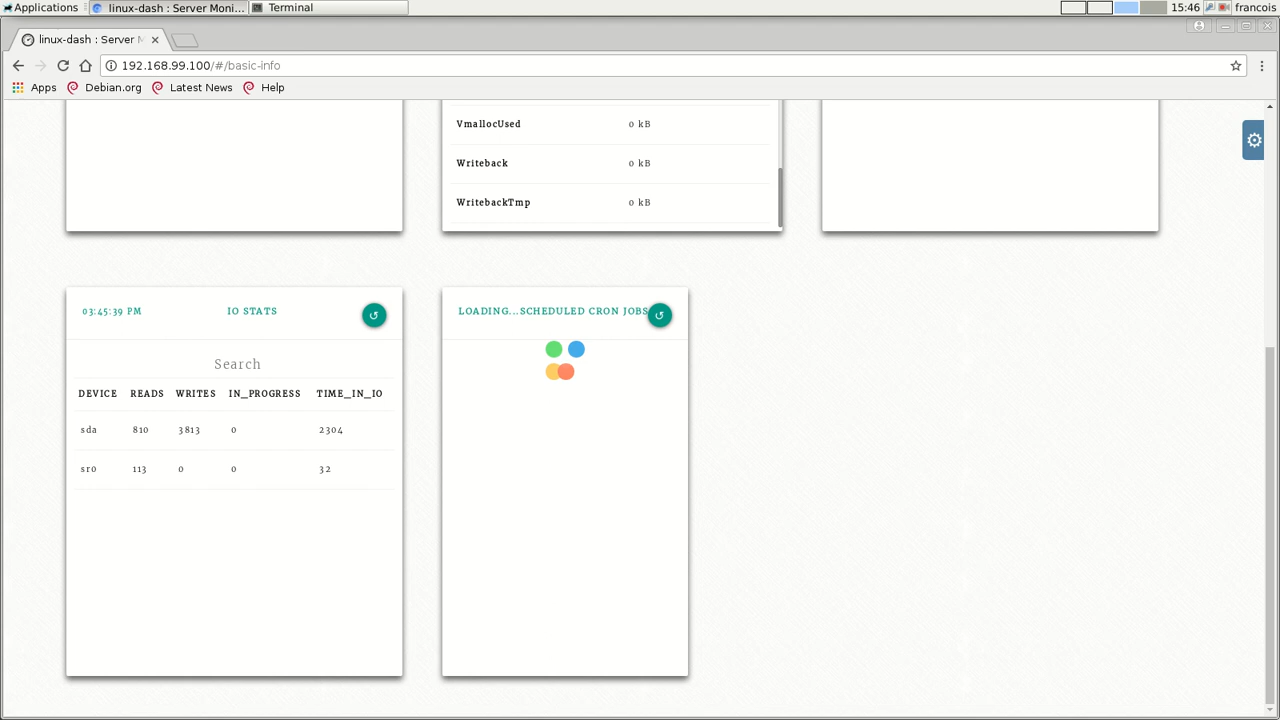 Applications linux-dash : Server Moni... Terminal 15:46 francois
linux-dash : Server M
192.168.99.100/#/basic-info
Apps Debian.org Latest News Help
VmallocUsed 0 kB
Writeback 0 kB
WritebackTmp 0 kB
03:45:39 PM IO STATS
Search
DEVICE READS WRITES IN_PROGRESS TIME_IN_IO
sda 810 3813 0 2304
sr0 113 0 0 32
LOADING...SCHEDULED CRON JOBS